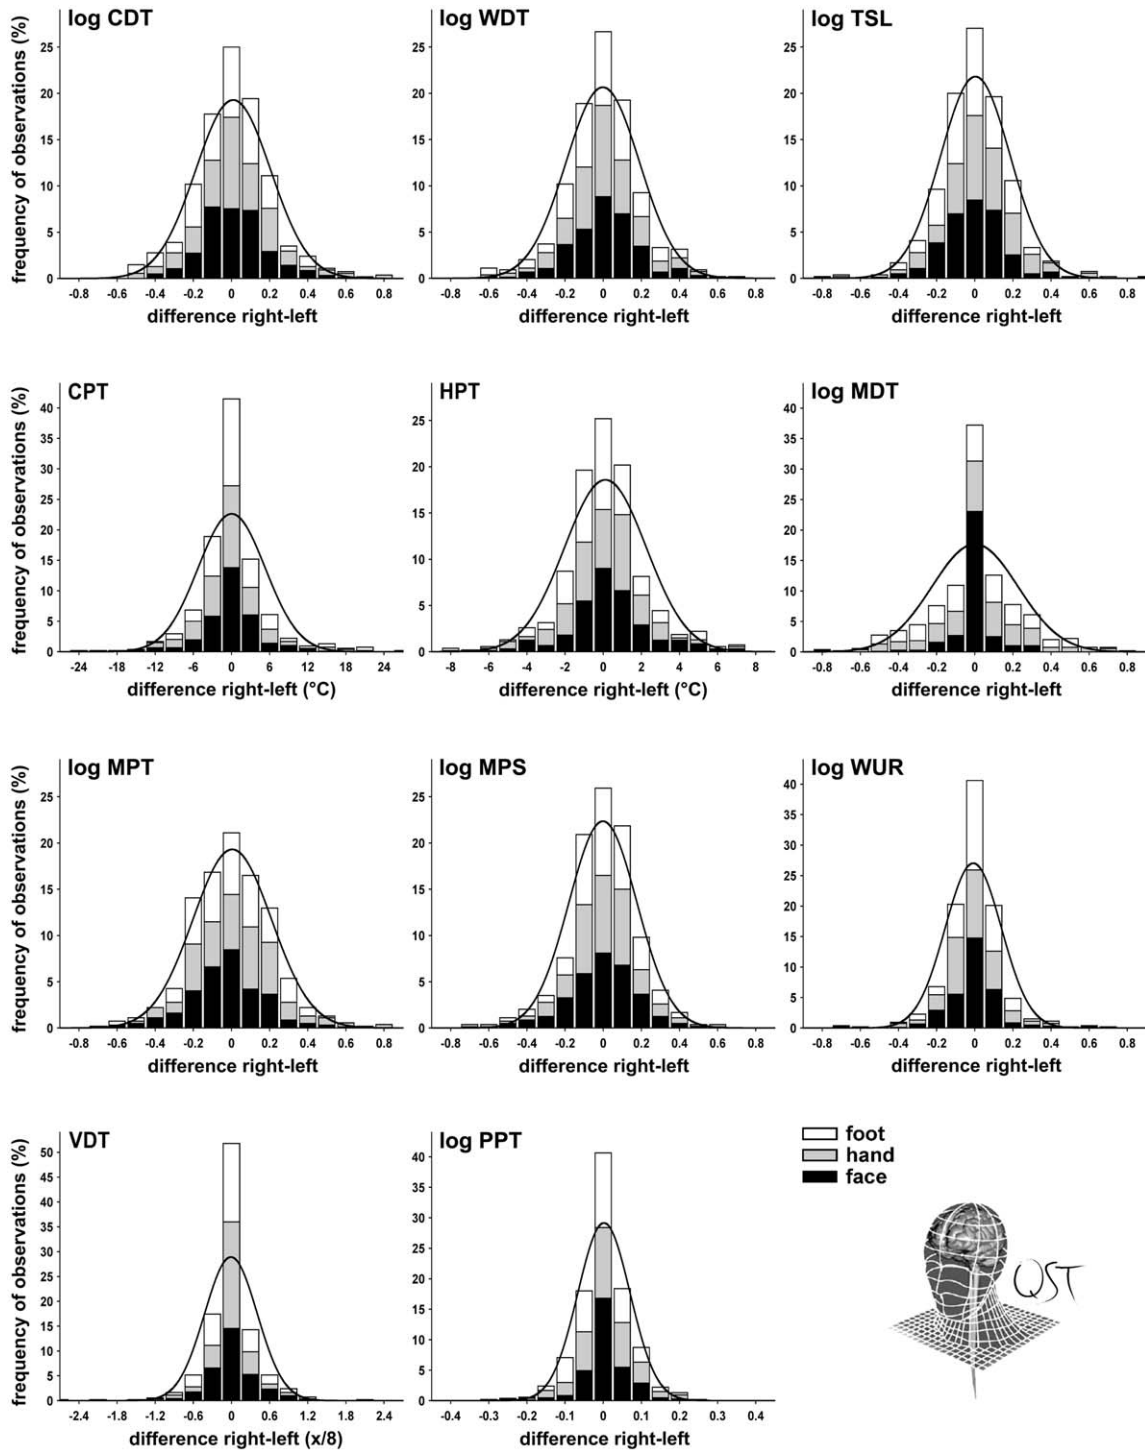 log CDT
log WDT
log TSL
frequency of observations (%)
25
20
15
10
5
0
25
20
15
10
5
0
25
20
15
10
5
0
-0.8 -0.6 -0.4 -0.2 0 0.2 0.4 0.6 0.8
-0.8 -0.6 -0.4 -0.2 0 0.2 0.4 0.6 0.8
-0.8 -0.6 -0.4 -0.2 0 0.2 0.4 0.6 0.8
difference right-left
difference right-left
difference right-left
CPT
HPT
log MDT
frequency of observations (%)
40
35
30
25
20
15
10
5
0
25
20
15
10
5
0
40
35
30
25
20
15
10
5
0
-24 -18 -12 -6 0 6 12 18 24
-8 -6 -4 -2 0 2 4 6 8
-0.8 -0.6 -0.4 -0.2 0 0.2 0.4 0.6 0.8
difference right-left (°C)
difference right-left (°C)
difference right-left
log MPT
log MPS
log WUR
frequency of observations (%)
25
20
15
10
5
0
25
20
15
10
5
0
40
35
30
25
20
15
10
5
0
-0.8 -0.6 -0.4 -0.2 0 0.2 0.4 0.6 0.8
-0.8 -0.6 -0.4 -0.2 0 0.2 0.4 0.6 0.8
-0.8 -0.6 -0.4 -0.2 0 0.2 0.4 0.6 0.8
difference right-left
difference right-left
difference right-left
VDT
log PPT
frequency of observations (%)
50
45
40
35
30
25
20
15
10
5
0
40
35
30
25
20
15
10
5
0
-2.4 -1.8 -1.2 -0.6 0 0.6 1.2 1.8 2.4
-0.4 -0.3 -0.2 -0.1 0 0.1 0.2 0.3 0.4
difference right-left (x/8)
difference right-left
foot
hand
face
QST